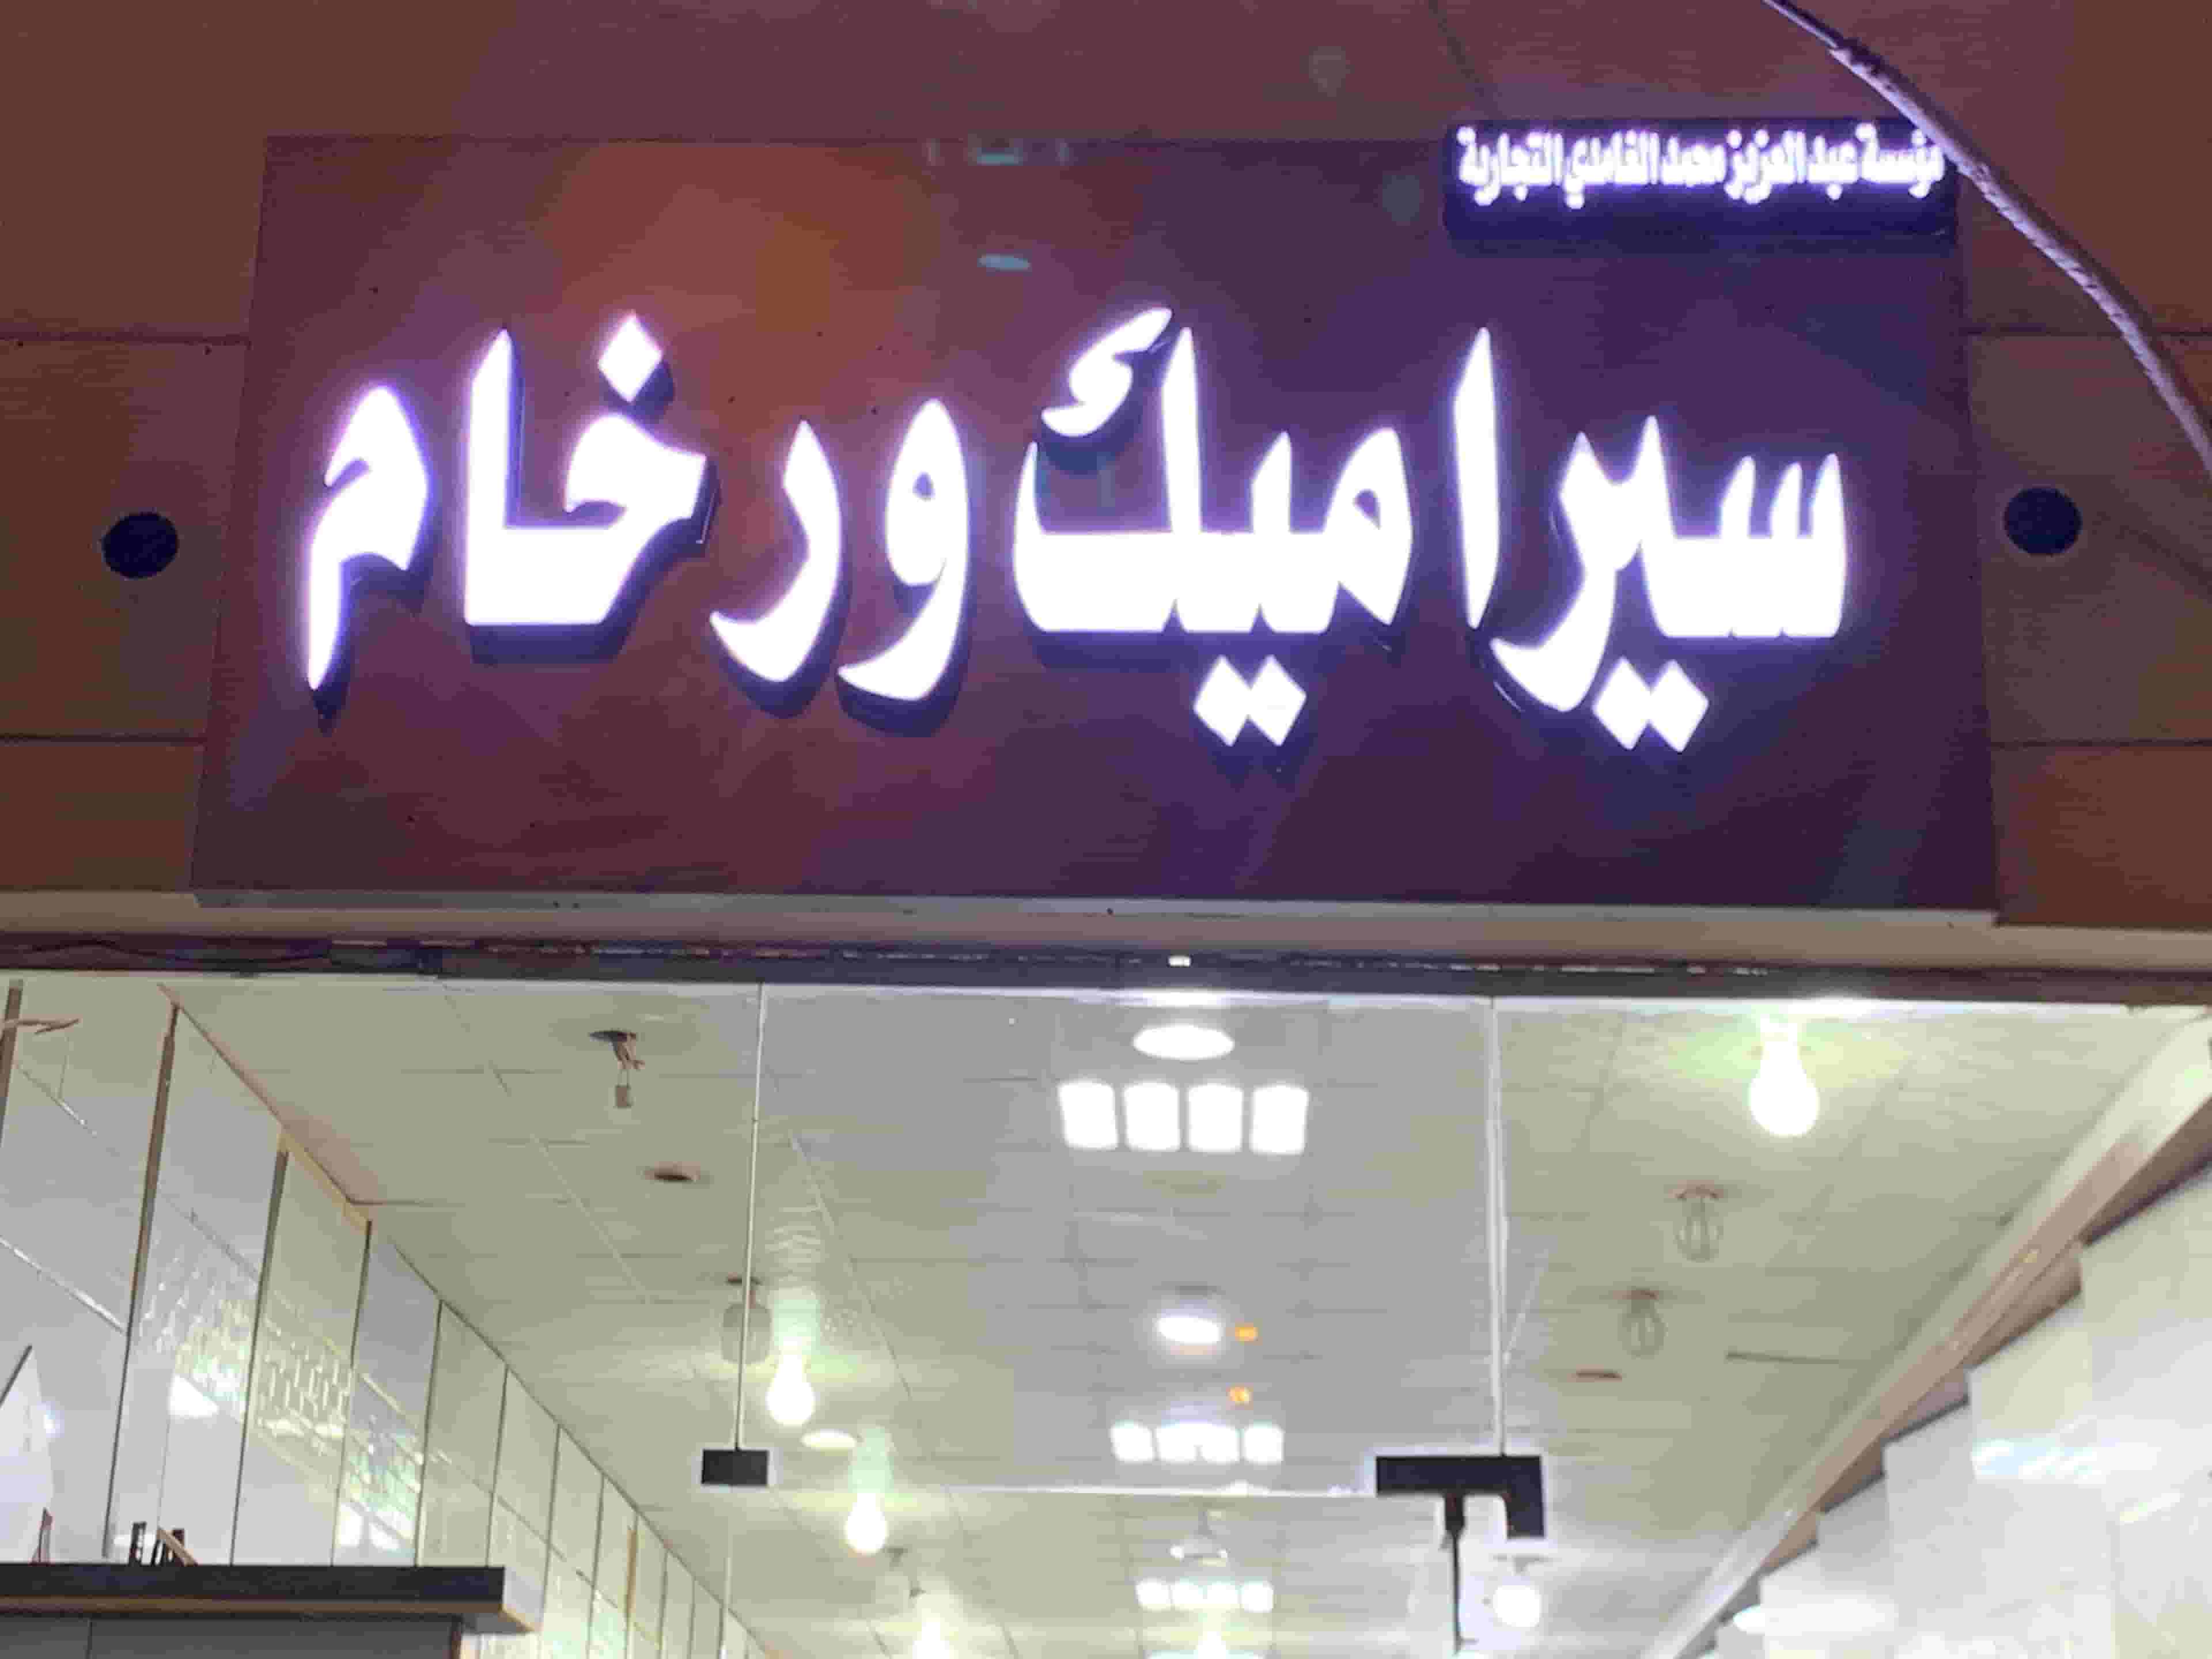 مؤسسة عبد العزيز محمد الغامدي التجارية
سيراميك ورخام